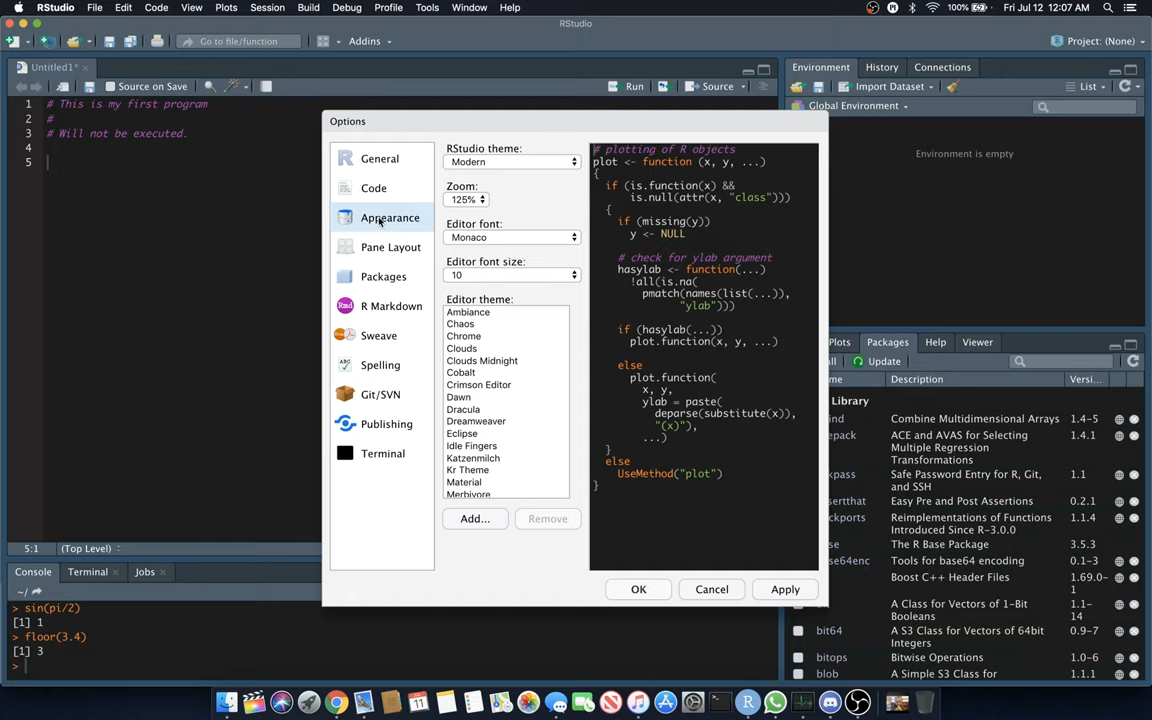 RStudio File Edit Code View Plots Session Build Debug Profile Tools Window Help 100% Fri Jul 12 12:07 AM
RStudio
Go to file/function Addins Project: (None)
Untitled1*
Source on Save Run Source
1 # This is my first program
2 #
3 # Will not be executed.
4
5
5:1 (Top Level)
Console Terminal Jobs
~/
> sin(pi/2)
[1] 1
> floor(3.4)
[1] 3
>
Options
General
Code
Appearance
Pane Layout
Packages
Rmd R Markdown
Sweave
ABC Spelling
Git/SVN
Publishing
Terminal
RStudio theme:
Modern
Zoom:
125%
Editor font:
Monaco
Editor font size:
10
Editor theme:
Ambiance
Chaos
Chrome
Clouds
Clouds Midnight
Cobalt
Crimson Editor
Dawn
Dracula
Dreamweaver
Eclipse
Idle Fingers
Katzenmilch
Kr Theme
Material
Merbivore
Add... Remove
# plotting of R objects
plot <- function (x, y, ...)
{
if (is.function(x) &&
is.null(attr(x, "class")))
{
if (missing(y))
y <- NULL
# check for ylab argument
hasylab <- function(...)
!all(is.na(
pmatch(names(list(...)),
"ylab")))
if (hasylab(...))
plot.function(x, y, ...)
else
plot.function(
x, y,
ylab = paste(
deparse(substitute(x)),
"(x)"),
...)
}
else
UseMethod("plot")
}
OK Cancel Apply
Environment History Connections
Import Dataset List
Global Environment
Environment is empty
Plots Packages Help Viewer
all Update
me Description Versi...
Library
ind Combine Multidimensional Arrays 1.4-5
epack ACE and AVAS for Selecting 1.4.1
Multiple Regression
Transformations
kpass Safe Password Entry for R, Git, 1.1
and SSH
sertthat Easy Pre and Post Assertions 0.2.1
ckports Reimplementations of Functions 1.1.4
Introduced Since R-3.0.0
se The R Base Package 3.5.3
se64enc Tools for base64 encoding 0.1-3
Boost C++ Header Files 1.69.0-
1
A Class for Vectors of 1-Bit 1.1-
Booleans 14
bit64 A S3 Class for Vectors of 64bit 0.9-7
Integers
bitops Bitwise Operations 1.0-6
blob A Simple S3 Class for 1.1.1